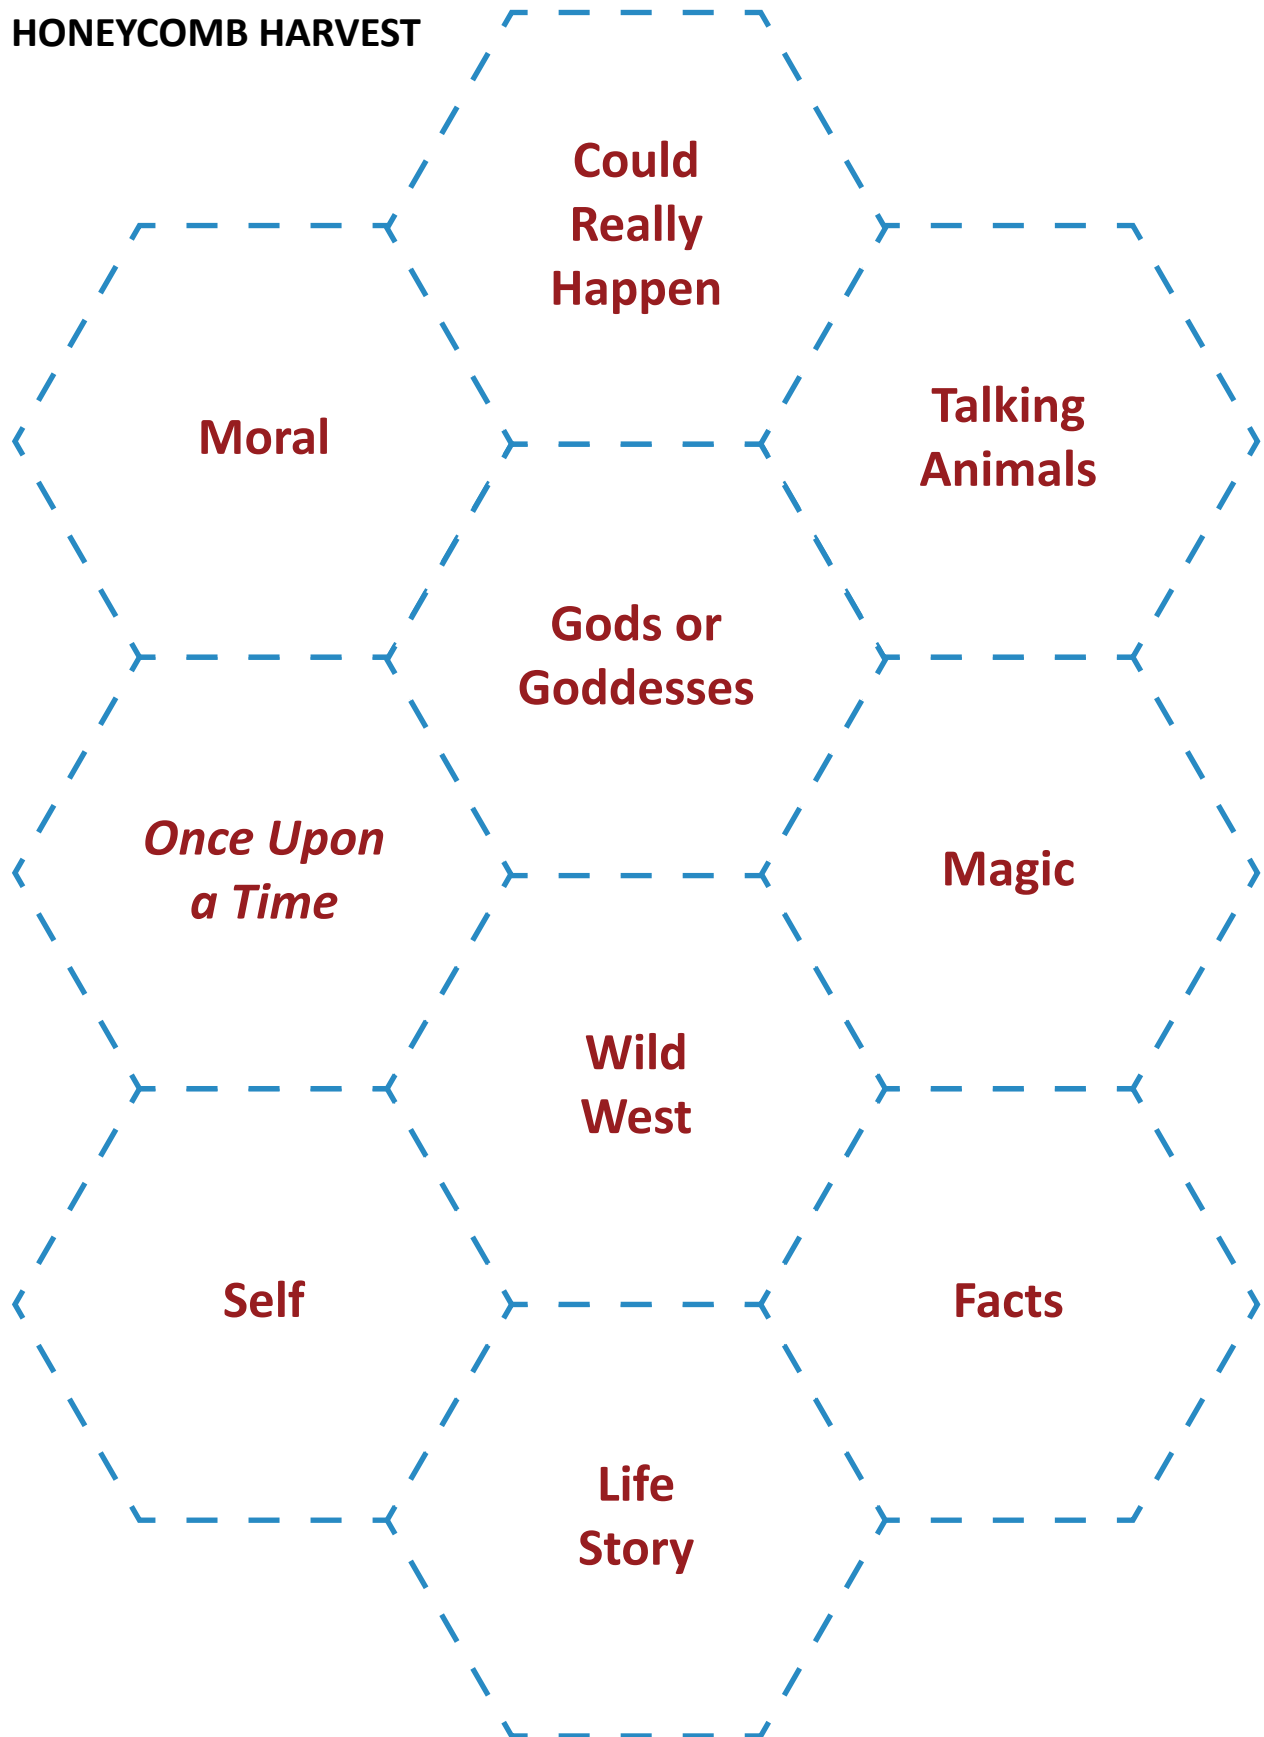 HONEYCOMB HARVEST
Could
Really
Happen
Moral
Talking
Animals
Gods or
Goddesses
Once Upon
a Time
Magic
Wild
West
Self
Facts
Life
Story